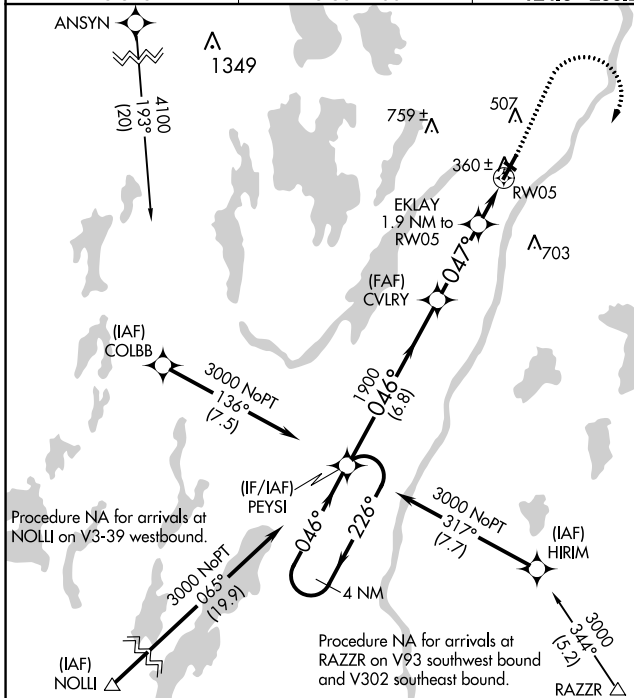 ANSYN
1349
4100
193°
(20)
759 ±
507
360 ±
RW05
EKLAY
1.9 NM to
RW05
703
047°
(FAF)
CVLRY
(IAF)
COLBB
3000 NoPT
136°
(7.5)
1900
046°
(6.8)
(IF/IAF)
PEYSI
046°
226°
4 NM
3000 NoPT
317°
(7.7)
(IAF)
HIRIM
Procedure NA for arrivals at
NOLLI on V3-39 westbound.
3000 NoPT
065°
(19.9)
(IAF)
NOLLI
Procedure NA for arrivals at
RAZZR on V93 southwest bound
and V302 southeast bound.
3000
344°
(5.2)
RAZZR